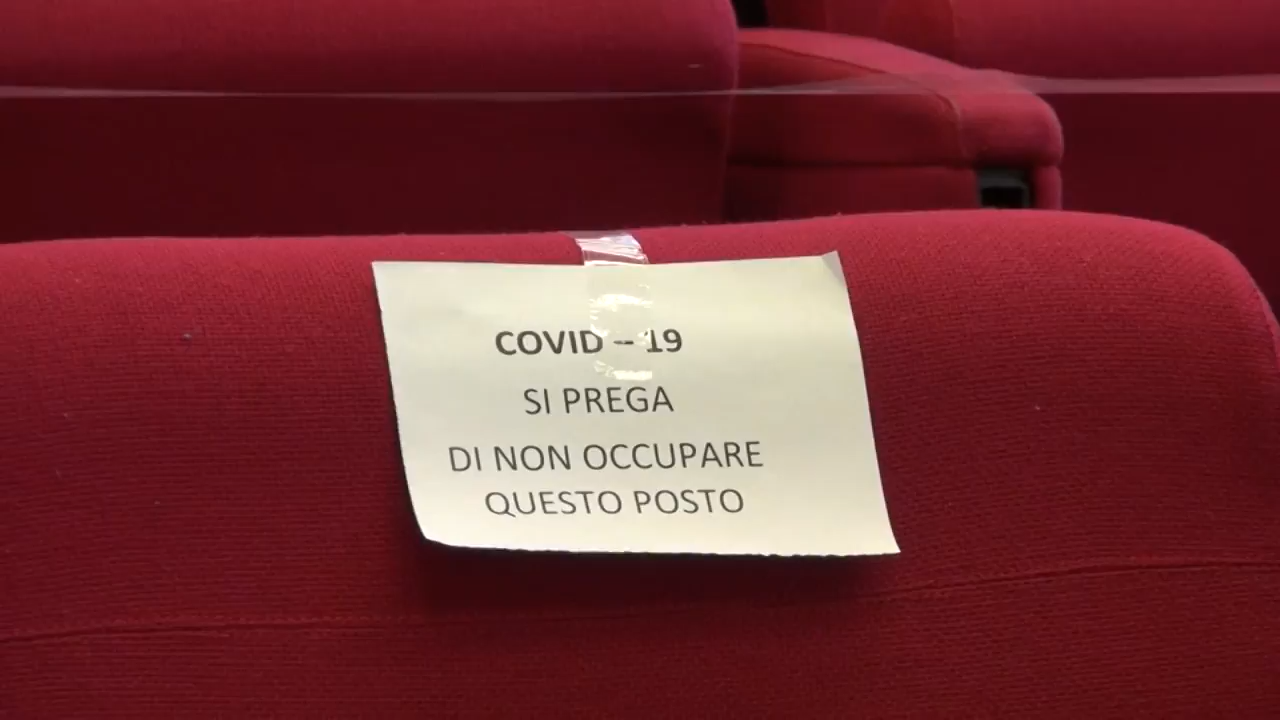 COVID – 19
SI PREGA
DI NON OCCUPARE
QUESTO POSTO